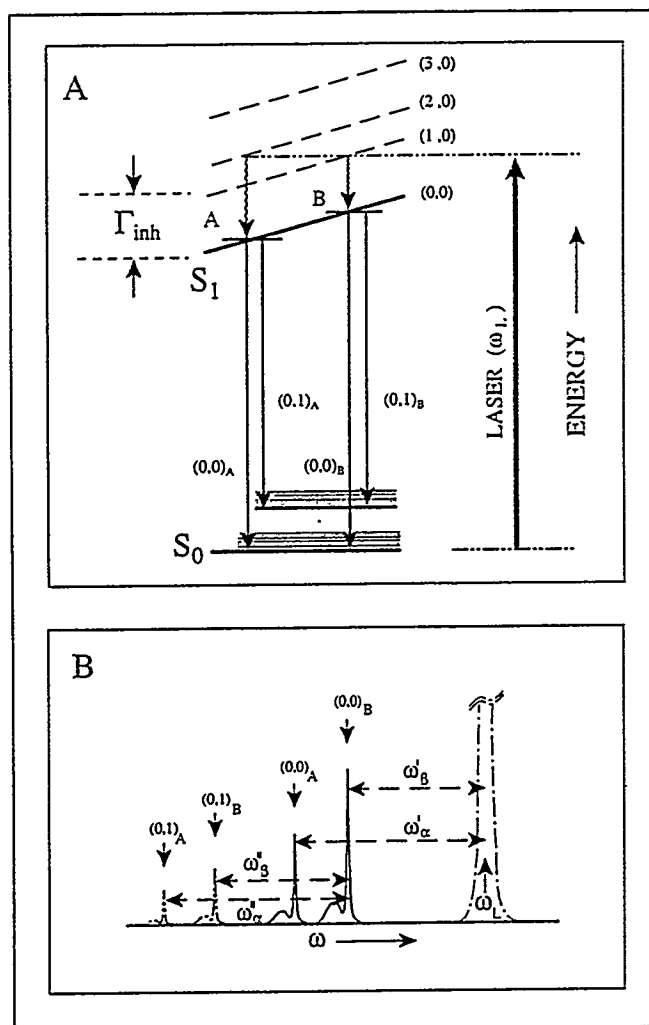 A
(3,0)
(2,0)
(1,0)
(0,0)
A
B
Γinh
S1
LASER (ωL)
ENERGY
(0,1)A
(0,1)B
(0,0)A
(0,0)B
S0
B
(0,0)B
(0,0)A
(0,1)B
(0,1)A
ω'β
ω'α
ω"β
ω"α
ωL
ω